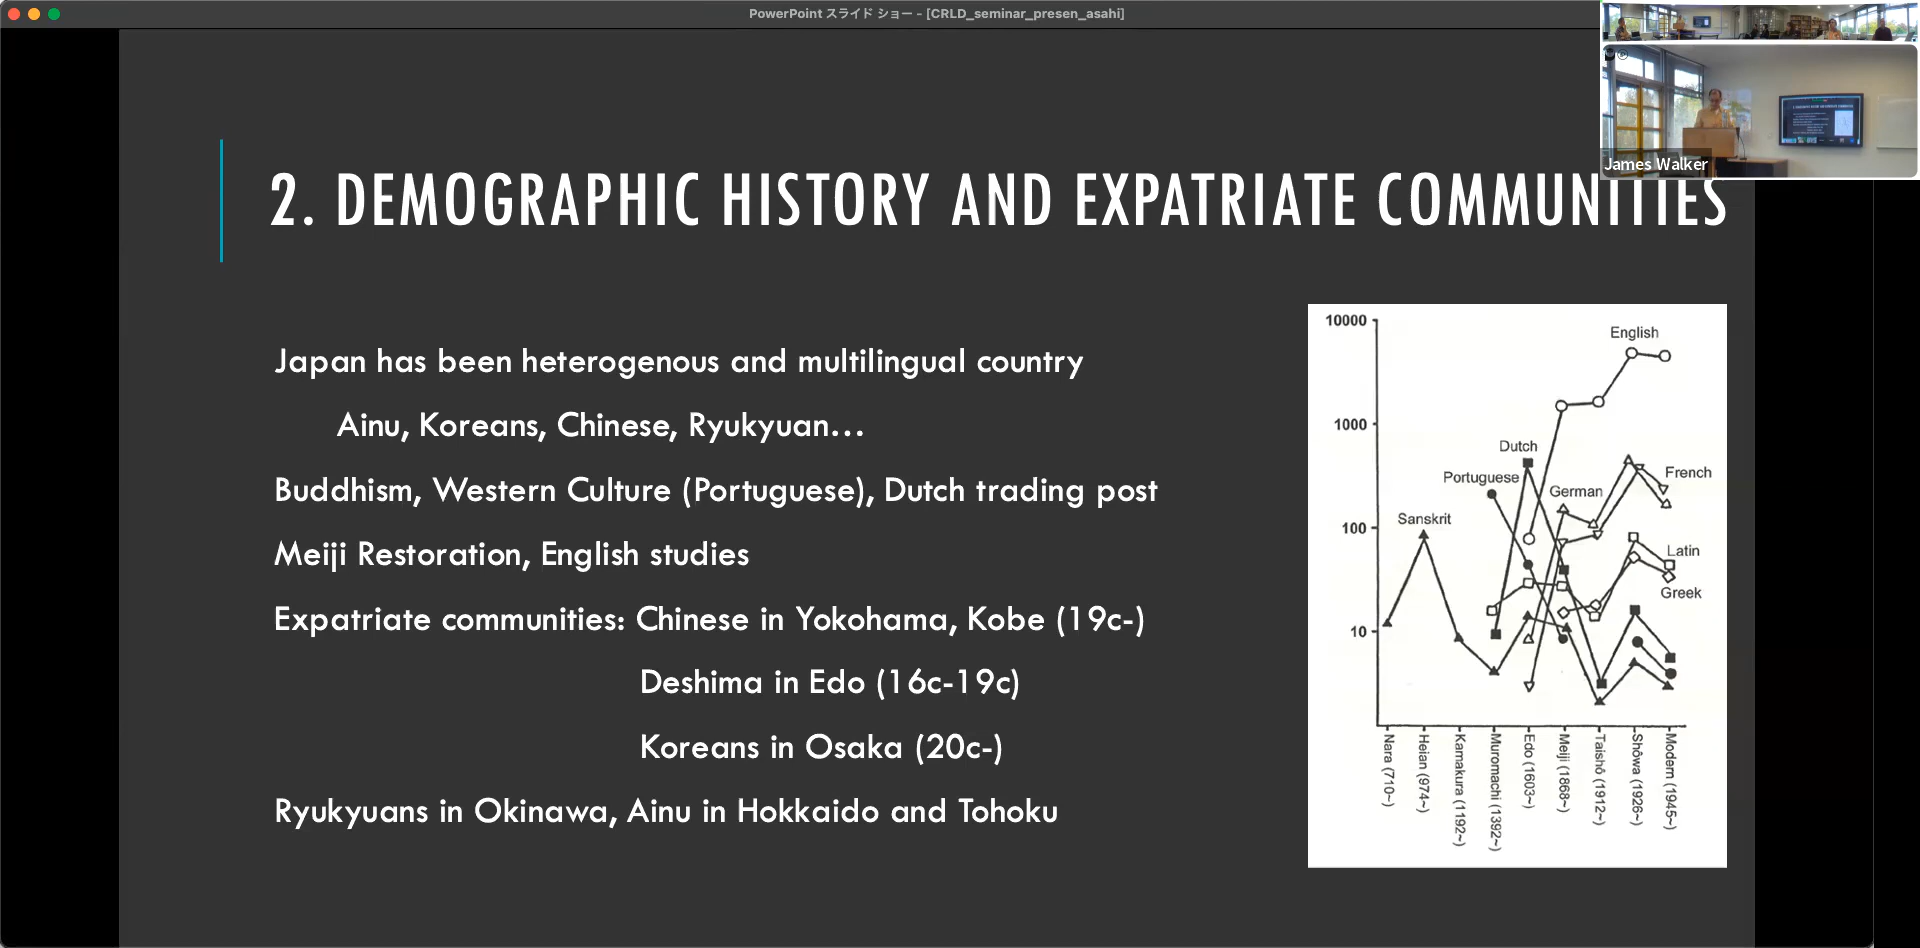 PowerPoint スライド ショー - [CRLD_seminar_presen_asahi]
James Walker
2. DEMOGRAPHIC HISTORY AND EXPATRIATE COMMUNITIES
Japan has been heterogenous and multilingual country
Ainu, Koreans, Chinese, Ryukyuan...
Buddhism, Western Culture (Portuguese), Dutch trading post
Meiji Restoration, English studies
Expatriate communities: Chinese in Yokohama, Kobe (19c-)
Deshima in Edo (16c-19c)
Koreans in Osaka (20c-)
Ryukyuans in Okinawa, Ainu in Hokkaido and Tohoku
10000
1000
100
10
English
Dutch
Portuguese
German
French
Sanskrit
Latin
Greek
Nara (710~)
Heian (974~)
Kamakura (1192~)
Muromachi (1392~)
Edo (1603~)
Meiji (1868~)
Taishô (1912~)
Shôwa (1926~)
Modern (1945~)